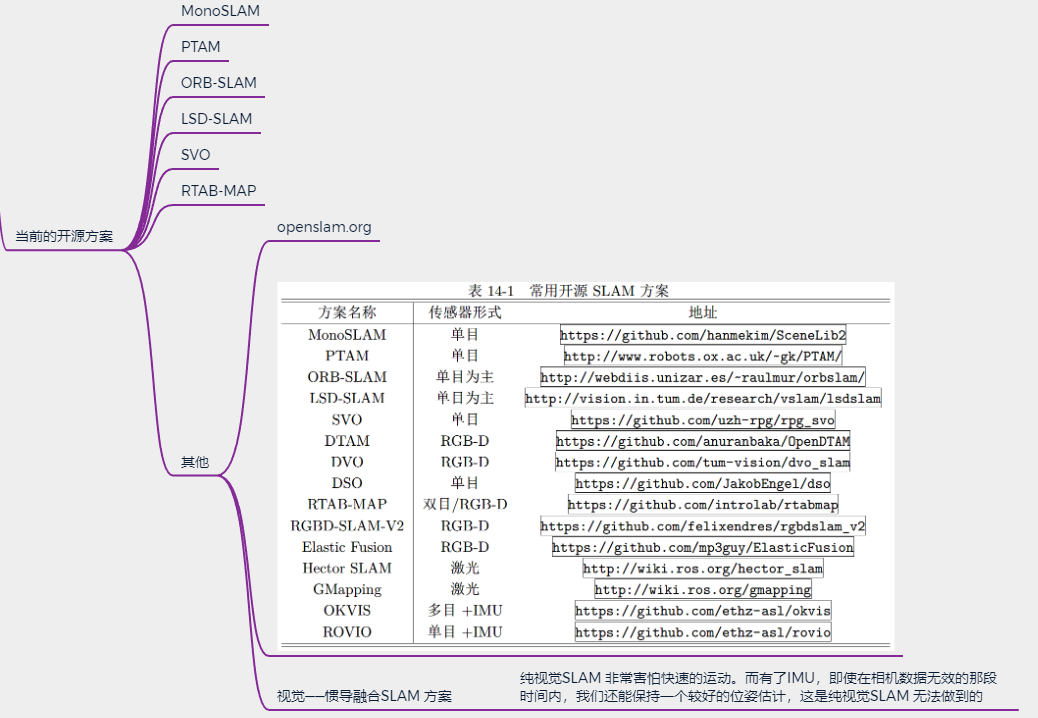 MonoSLAM
PTAM
ORB-SLAM
LSD-SLAM
SVO
RTAB-MAP
当前的开源方案
openslam.org
表 14-1 常用开源 SLAM 方案
方案名称 传感器形式 地址
MonoSLAM 单目 https://github.com/hanmekim/SceneLib2
PTAM 单目 http://www.robots.ox.ac.uk/~gk/PTAM/
ORB-SLAM 单目为主 http://webdiis.unizar.es/~raulmur/orbslam/
LSD-SLAM 单目为主 http://vision.in.tum.de/research/vslam/lsdslam
SVO 单目 https://github.com/uzh-rpg/rpg_svo
DTAM RGB-D https://github.com/anuranbaka/OpenDTAM
DVO RGB-D https://github.com/tum-vision/dvo_slam
DSO 单目 https://github.com/JakobEngel/dso
RTAB-MAP 双目/RGB-D https://github.com/introlab/rtabmap
RGBD-SLAM-V2 RGB-D https://github.com/felixendres/rgbdslam_v2
Elastic Fusion RGB-D https://github.com/mp3guy/ElasticFusion
Hector SLAM 激光 http://wiki.ros.org/hector_slam
GMapping 激光 http://wiki.ros.org/gmapping
OKVIS 多目 +IMU https://github.com/ethz-asl/okvis
ROVIO 单目 +IMU https://github.com/ethz-asl/rovio
其他
视觉——惯导融合SLAM 方案
纯视觉SLAM 非常害怕快速的运动。而有了IMU，即使在相机数据无效的那段
时间内，我们还能保持一个较好的位姿估计，这是纯视觉SLAM 无法做到的